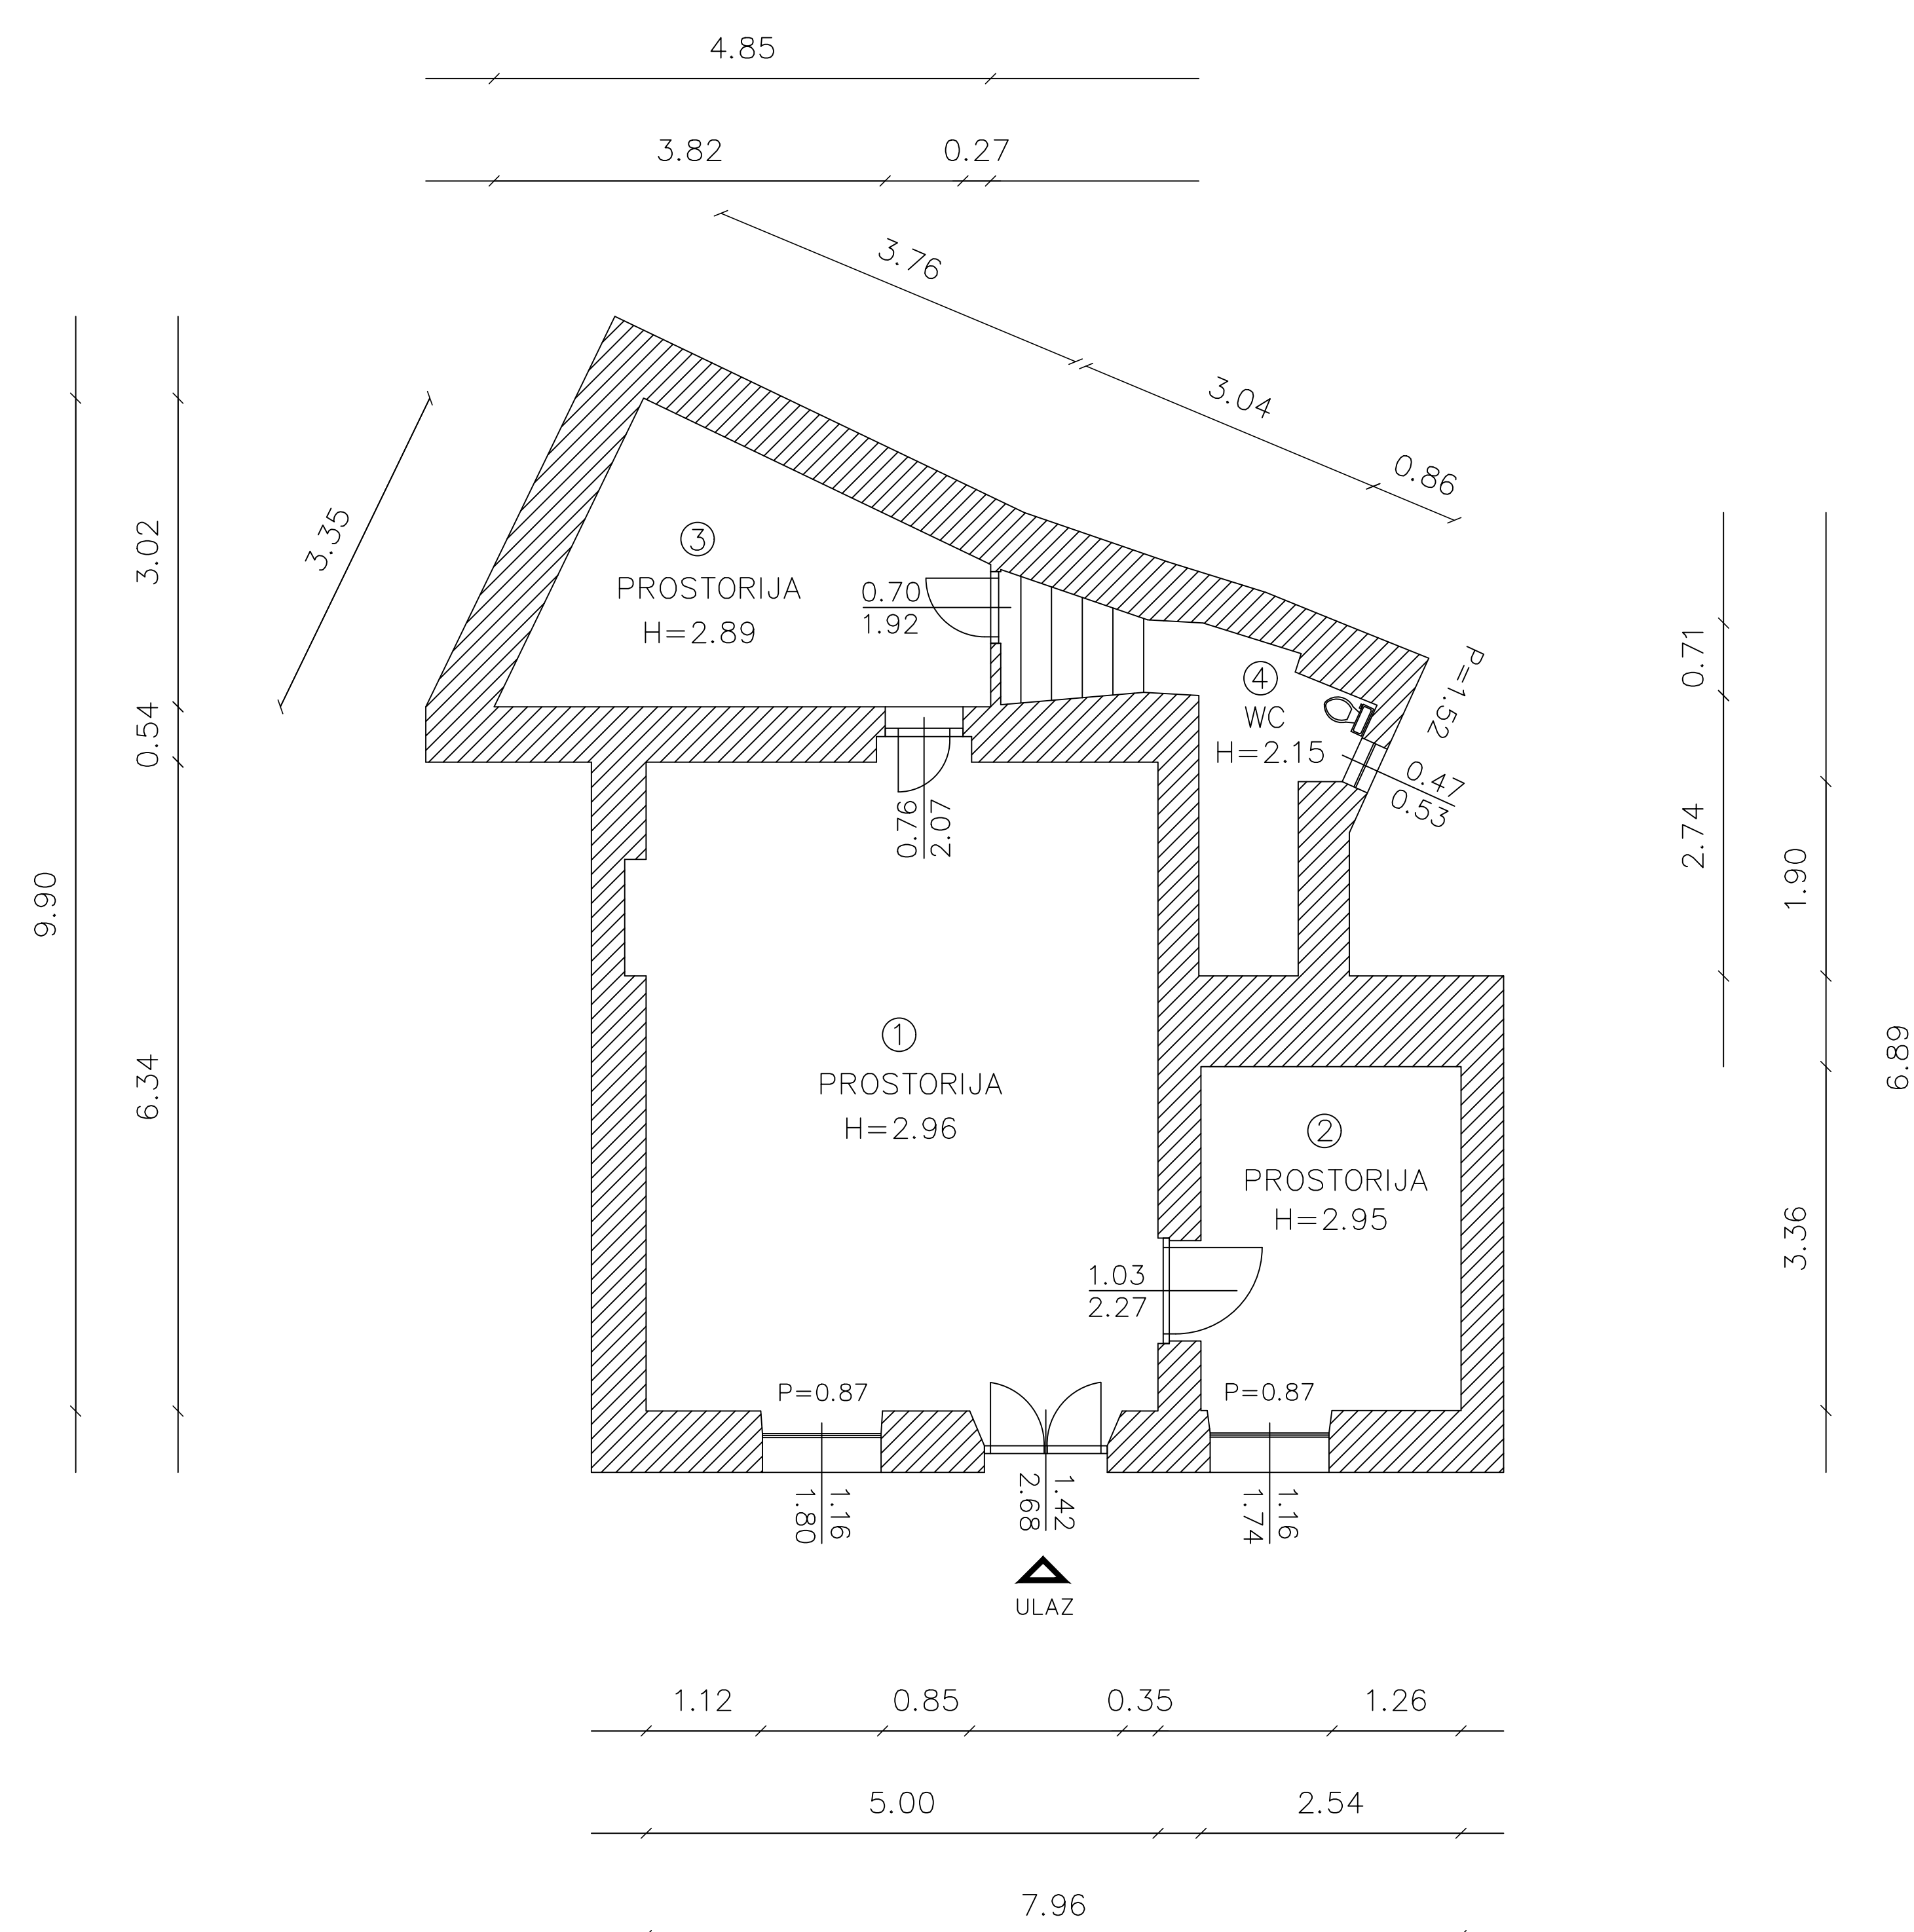 4.85
3.82 0.27
3.76
3.04
0.86
3.35
3.02
0.54
9.90
6.34
3
PROSTORIJA
H=2.89
0.70
1.92
4
WC
H=2.15
P=1.52
0.47
0.53
0.71
2.74
1.90
6.89
3.36
0.76
2.07
1
PROSTORIJA
H=2.96
2
PROSTORIJA
H=2.95
1.03
2.27
P=0.87
P=0.87
1.16
1.80
1.42
2.68
1.16
1.74
ULAZ
1.12 0.85 0.35 1.26
5.00 2.54
7.96